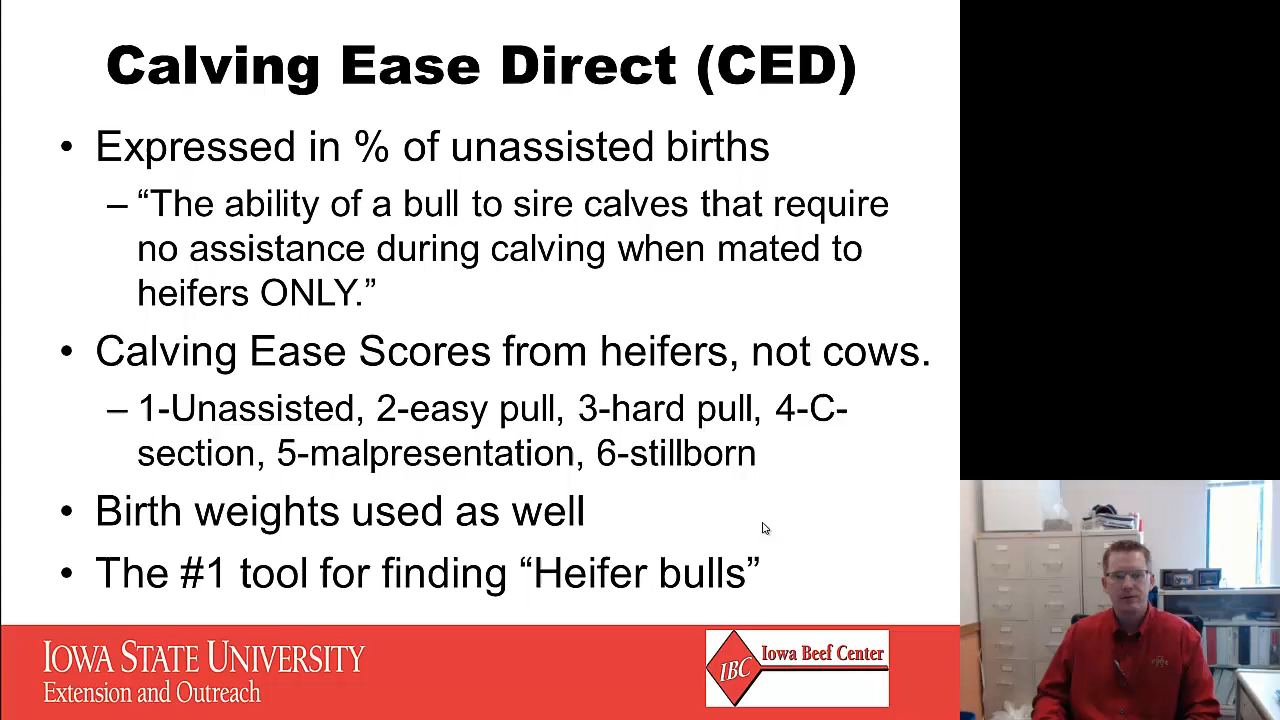 Calving Ease Direct (CED)
• Expressed in % of unassisted births
– “The ability of a bull to sire calves that require
no assistance during calving when mated to
heifers ONLY.”
• Calving Ease Scores from heifers, not cows.
– 1-Unassisted, 2-easy pull, 3-hard pull, 4-C-
section, 5-malpresentation, 6-stillborn
• Birth weights used as well
• The #1 tool for finding “Heifer bulls”
IOWA STATE UNIVERSITY
Extension and Outreach
IBC
Iowa Beef Center